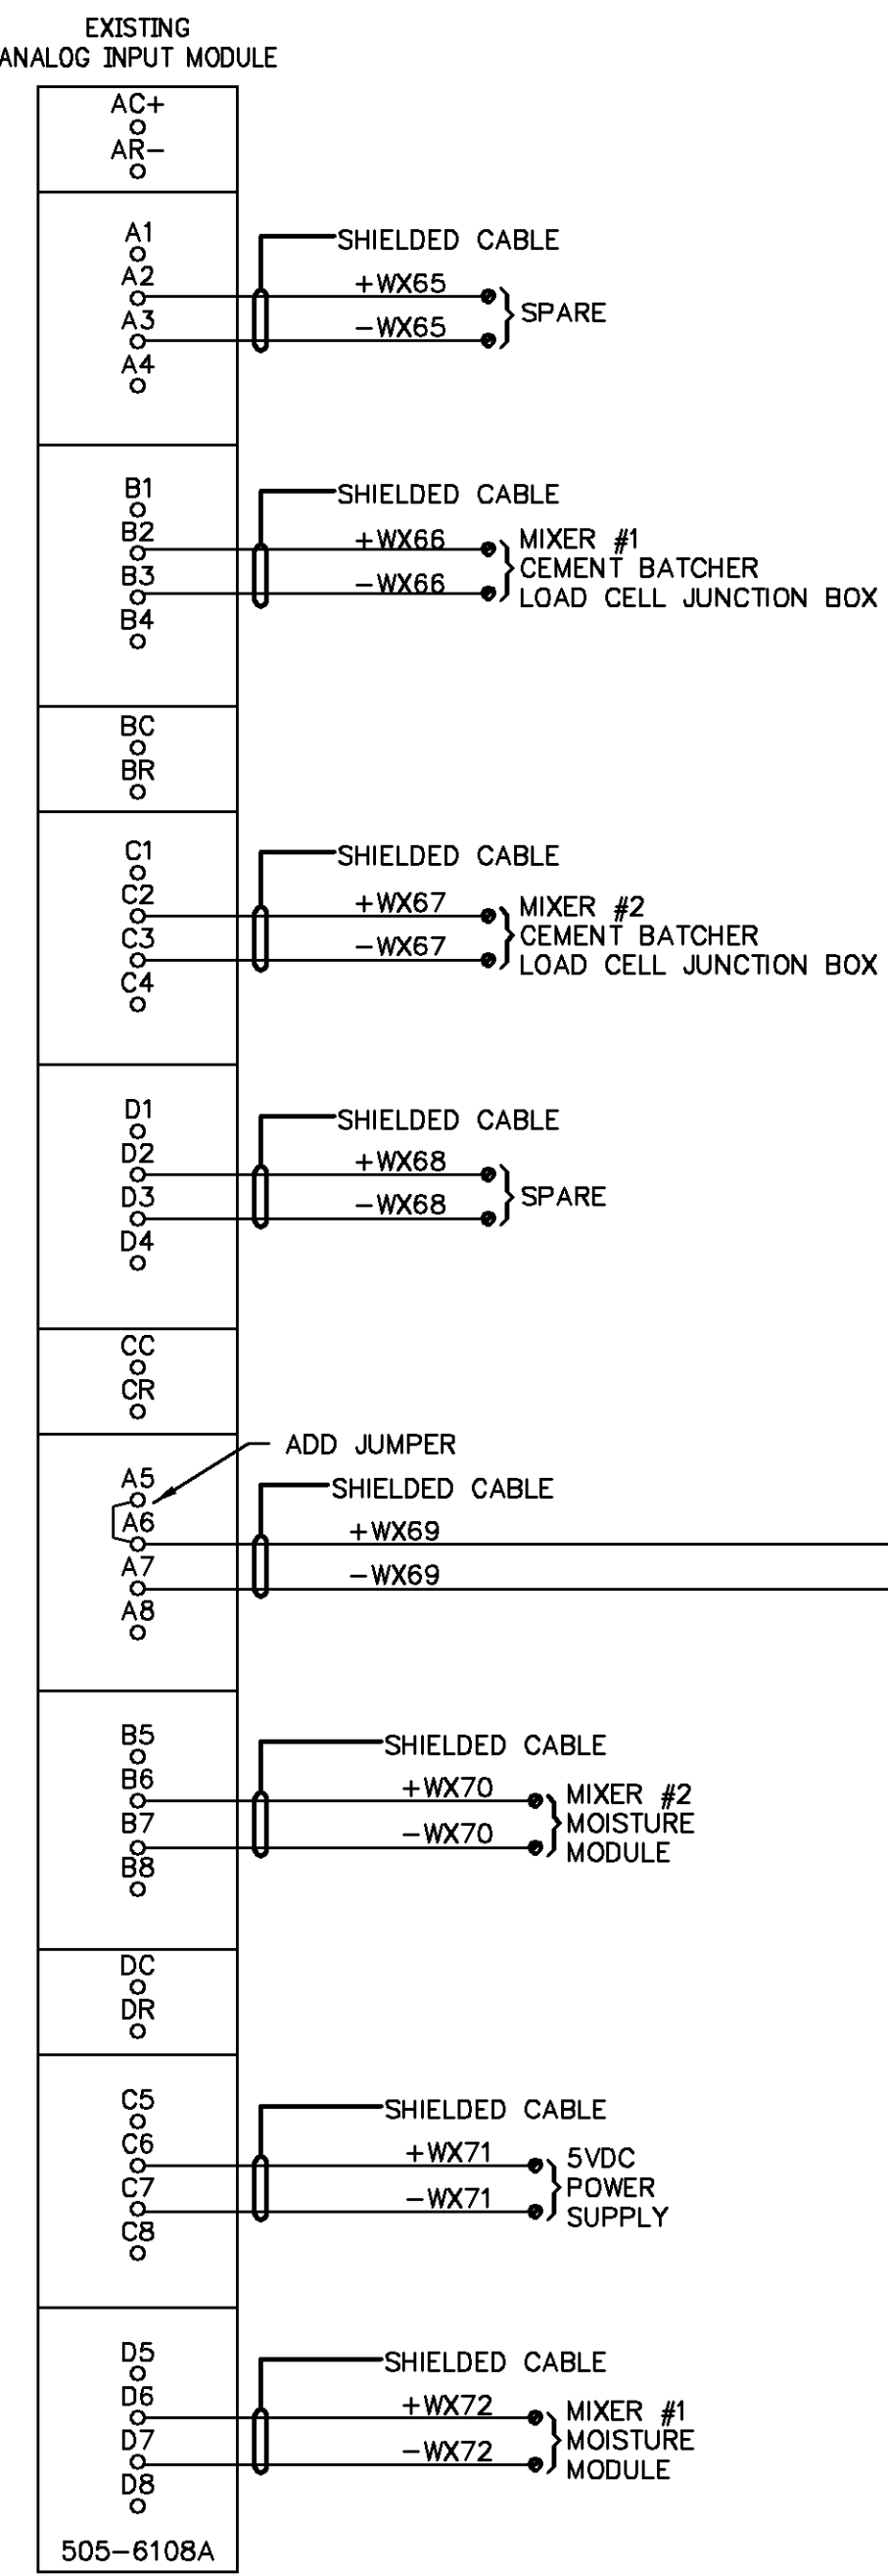 EXISTING
ANALOG INPUT MODULE
AC+
AR-
A1
SHIELDED CABLE
A2
+WX65
SPARE
A3
-WX65
A4
B1
SHIELDED CABLE
B2
+WX66
MIXER #1
CEMENT BATCHER
LOAD CELL JUNCTION BOX
B3
-WX66
B4
BC
BR
C1
SHIELDED CABLE
C2
+WX67
MIXER #2
CEMENT BATCHER
LOAD CELL JUNCTION BOX
C3
-WX67
C4
D1
SHIELDED CABLE
D2
+WX68
SPARE
D3
-WX68
D4
CC
CR
ADD JUMPER
A5
SHIELDED CABLE
A6
+WX69
A7
-WX69
A8
B5
SHIELDED CABLE
B6
+WX70
MIXER #2
MOISTURE
MODULE
B7
-WX70
B8
DC
DR
C5
SHIELDED CABLE
C6
+WX71
5VDC
POWER
SUPPLY
C7
-WX71
C8
D5
SHIELDED CABLE
D6
+WX72
MIXER #1
MOISTURE
MODULE
D7
-WX72
D8
505-6108A